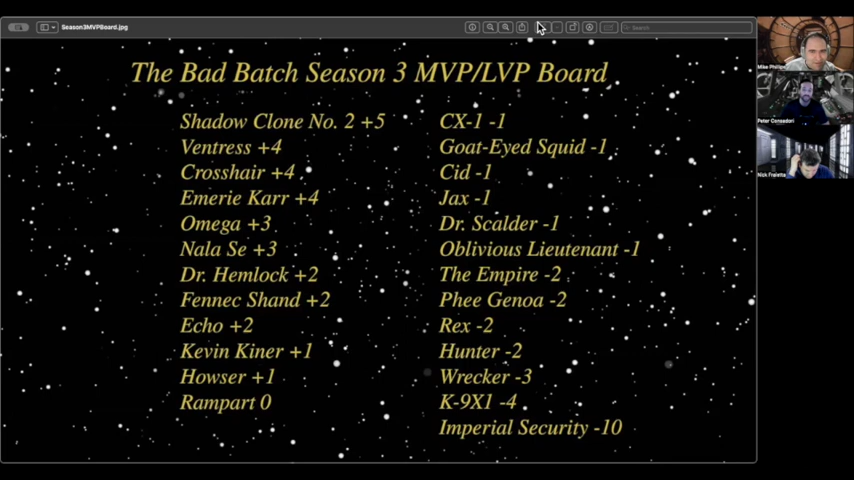 Season3MVPBoard.jpg
Search
The Bad Batch Season 3 MVP/LVP Board
Shadow Clone No. 2 +5
Ventress +4
Crosshair +4
Emerie Karr +4
Omega +3
Nala Se +3
Dr. Hemlock +2
Fennec Shand +2
Echo +2
Kevin Kiner +1
Howser +1
Rampart 0
CX-1 -1
Goat-Eyed Squid -1
Cid -1
Jax -1
Dr. Scalder -1
Oblivious Lieutenant -1
The Empire -2
Phee Genoa -2
Rex -2
Hunter -2
Wrecker -3
K-9X1 -4
Imperial Security -10
Mike Phillips
Peter Consadori
Nick Fraietta